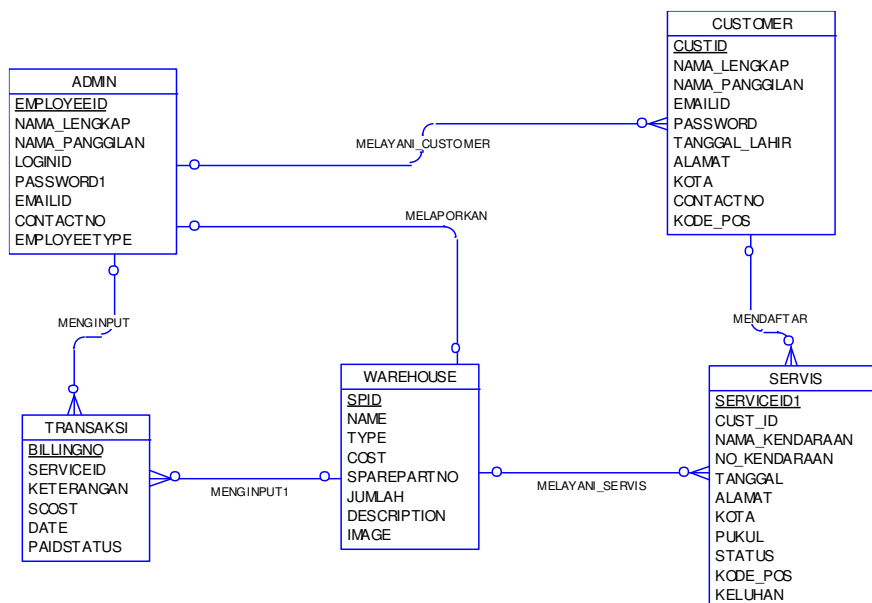 CUSTOMER
CUSTID
NAMA_LENGKAP
NAMA_PANGGILAN
EMAILID
PASSWORD
TANGGAL_LAHIR
ALAMAT
KOTA
CONTACTNO
KODE_POS
ADMIN
EMPLOYEEID
NAMA_LENGKAP
NAMA_PANGGILAN
LOGINID
PASSWORD1
EMAILID
CONTACTNO
EMPLOYEETYPE
MELAYANI_CUSTOMER
MELAPORKAN
MENGINPUT
MENDAFTAR
WAREHOUSE
SPID
NAME
TYPE
COST
SPAREPARTNO
JUMLAH
DESCRIPTION
IMAGE
SERVIS
SERVICEID1
CUST_ID
NAMA_KENDARAAN
NO_KENDARAAN
TANGGAL
ALAMAT
KOTA
PUKUL
STATUS
KODE_POS
KELUHAN
TRANSAKSI
BILLINGNO
SERVICEID
KETERANGAN
SCOST
DATE
PAIDSTATUS
MENGINPUT1
MELAYANI_SERVIS